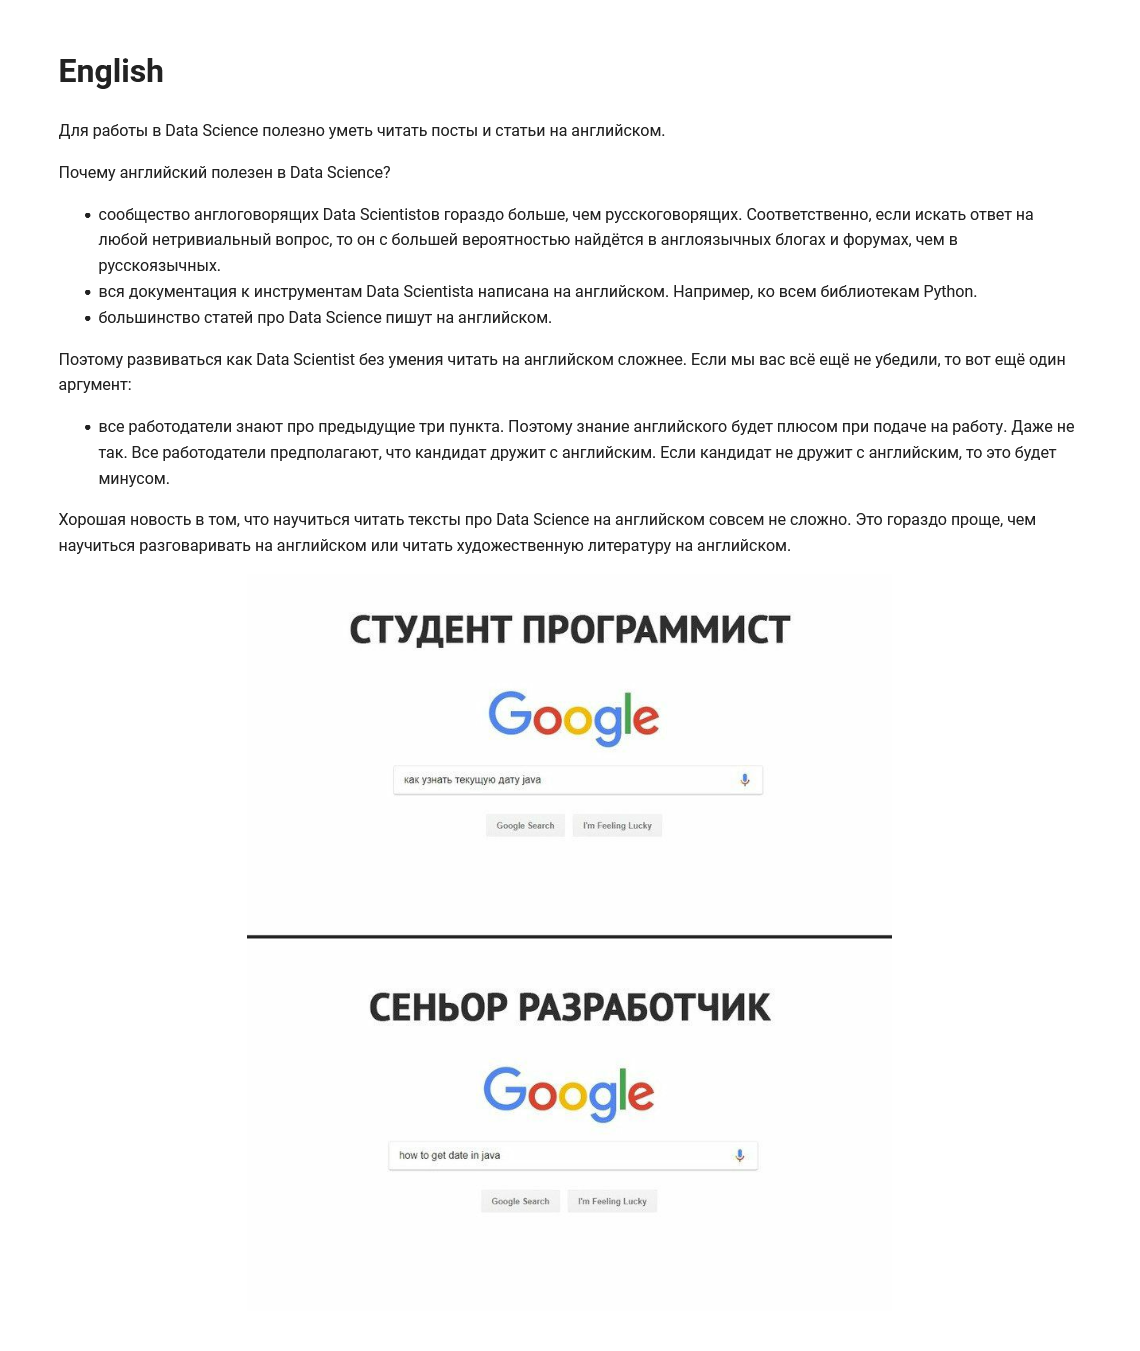 English
Для работы в Data Science полезно уметь читать посты и статьи на английском.
Почему английский полезен в Data Science?
• сообщество англоговорящих Data Scientistов гораздо больше, чем русскоговорящих. Соответственно, если искать ответ на
любой нетривиальный вопрос, то он с большей вероятностью найдётся в англоязычных блогах и форумах, чем в
русскоязычных.
• вся документация к инструментам Data Scientistа написана на английском. Например, ко всем библиотекам Python.
• большинство статей про Data Science пишут на английском.
Поэтому развиваться как Data Scientist без умения читать на английском сложнее. Если мы вас всё ещё не убедили, то вот ещё один
аргумент:
• все работодатели знают про предыдущие три пункта. Поэтому знание английского будет плюсом при подаче на работу. Даже не
так. Все работодатели предполагают, что кандидат дружит с английским. Если кандидат не дружит с английским, то это будет
минусом.
Хорошая новость в том, что научиться читать тексты про Data Science на английском совсем не сложно. Это гораздо проще, чем
научиться разговаривать на английском или читать художественную литературу на английском.
СТУДЕНТ ПРОГРАММИСТ
Google
как узнать текущую дату java
Google Search I'm Feeling Lucky
СЕНЬОР РАЗРАБОТЧИК
Google
how to get date in java
Google Search I'm Feeling Lucky